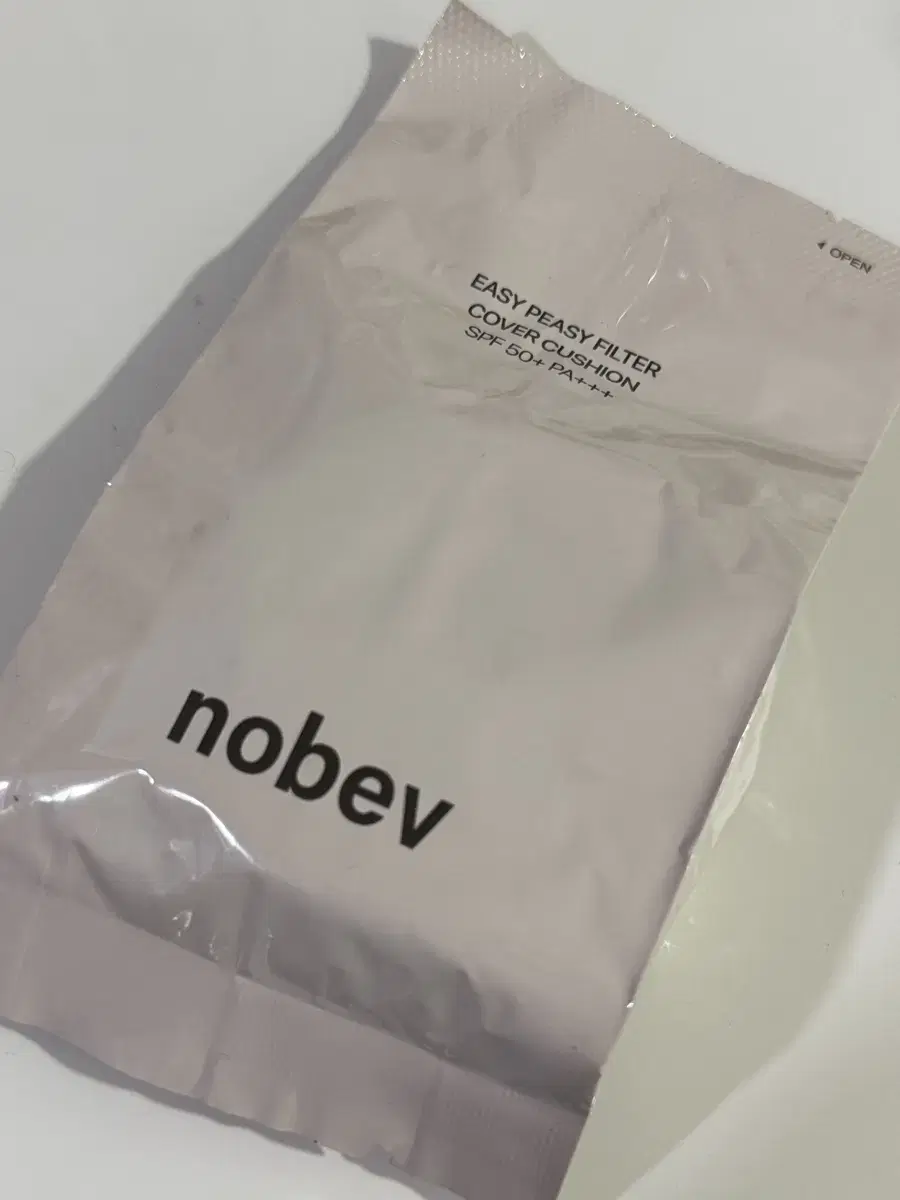 ◀ OPEN
EASY PEASY FILTER
COVER CUSHION
SPF 50+ PA+++
nobev